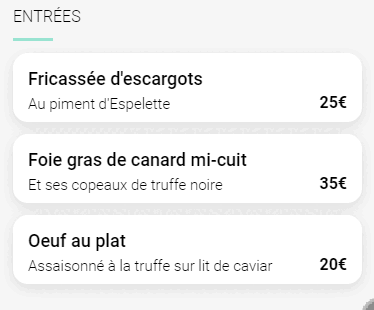 ENTRÉES
Fricassée d'escargots
Au piment d'Espelette 25€
Foie gras de canard mi-cuit
Et ses copeaux de truffe noire 35€
Oeuf au plat
Assaisonné à la truffe sur lit de caviar 20€